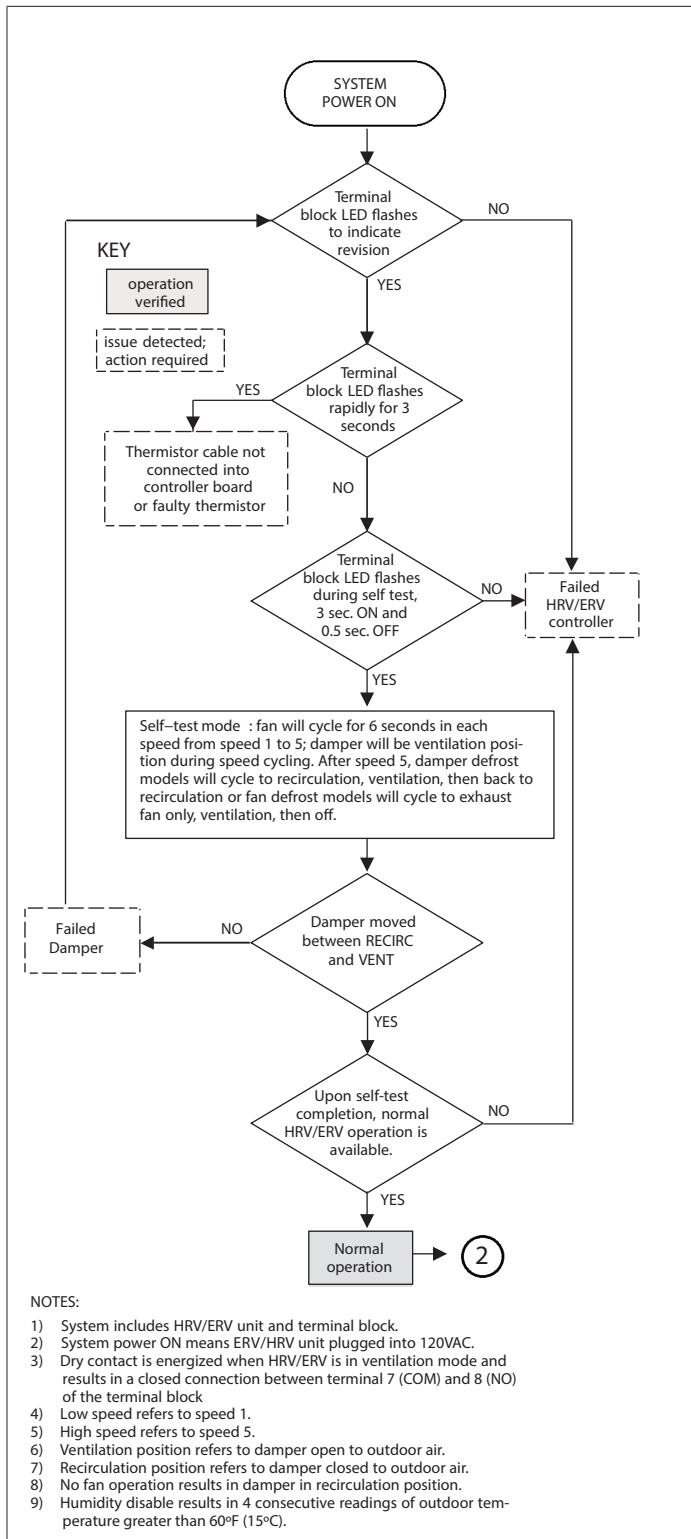 SYSTEM
POWER ON
Terminal
block LED flashes
to indicate
revision
NO
YES
KEY
operation
verified
issue detected;
action required
Terminal
block LED flashes
rapidly for 3
seconds
YES
NO
Thermistor cable not
connected into
controller board
or faulty thermistor
Terminal
block LED flashes
during self test,
3 sec. ON and
0.5 sec. OFF
NO
YES
Failed
HRV/ERV
controller
Self–test mode : fan will cycle for 6 seconds in each
speed from speed 1 to 5; damper will be ventilation posi-
tion during speed cycling. After speed 5, damper defrost
models will cycle to recirculation, ventilation, then back to
recirculation or fan defrost models will cycle to exhaust
fan only, ventilation, then off.
Damper moved
between RECIRC
and VENT
NO
YES
Failed
Damper
Upon self-test
completion, normal
HRV/ERV operation is
available.
NO
YES
Normal
operation
2
NOTES:
1) System includes HRV/ERV unit and terminal block.
2) System power ON means ERV/HRV unit plugged into 120VAC.
3) Dry contact is energized when HRV/ERV is in ventilation mode and
results in a closed connection between terminal 7 (COM) and 8 (NO)
of the terminal block
4) Low speed refers to speed 1.
5) High speed refers to speed 5.
6) Ventilation position refers to damper open to outdoor air.
7) Recirculation position refers to damper closed to outdoor air.
8) No fan operation results in damper in recirculation position.
9) Humidity disable results in 4 consecutive readings of outdoor tem-
perature greater than 60ºF (15ºC).